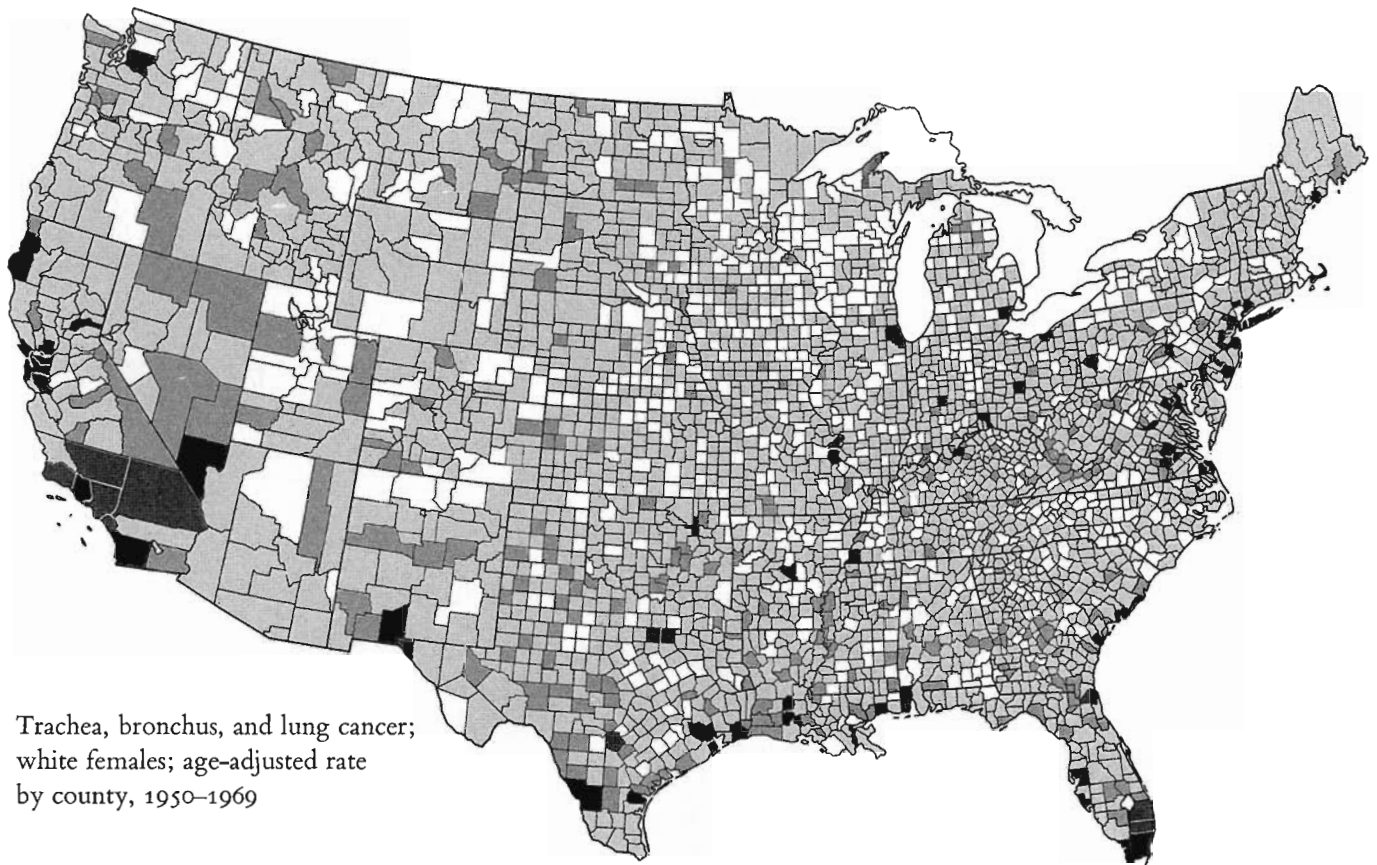 Trachea, bronchus, and lung cancer;
white females; age-adjusted rate
by county, 1950–1969